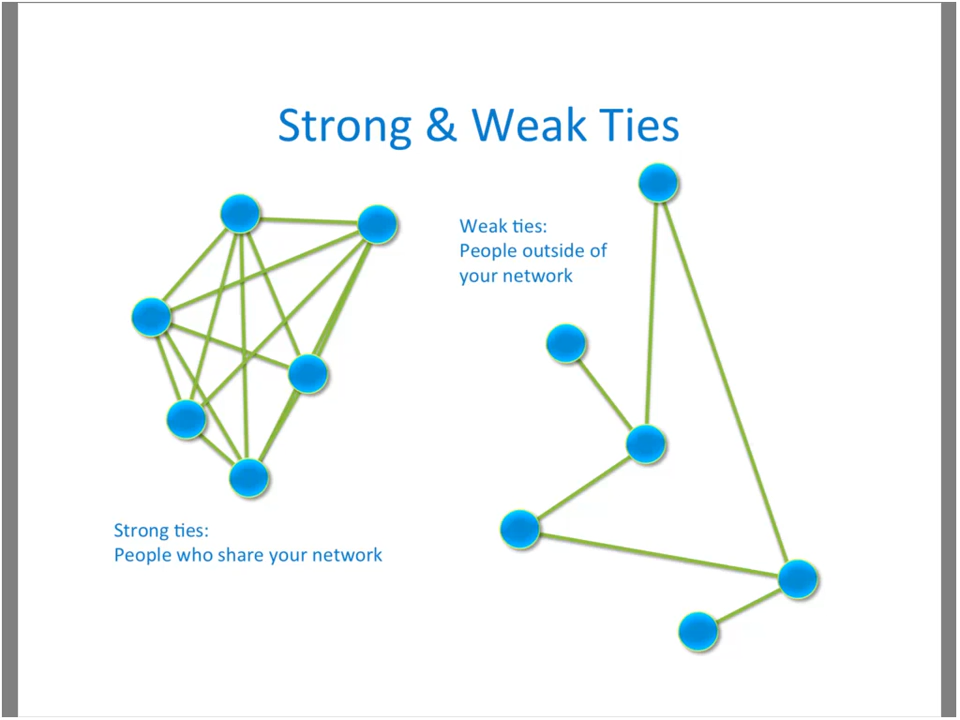 Strong & Weak Ties
Weak ties:
People outside of
your network
Strong ties:
People who share your network